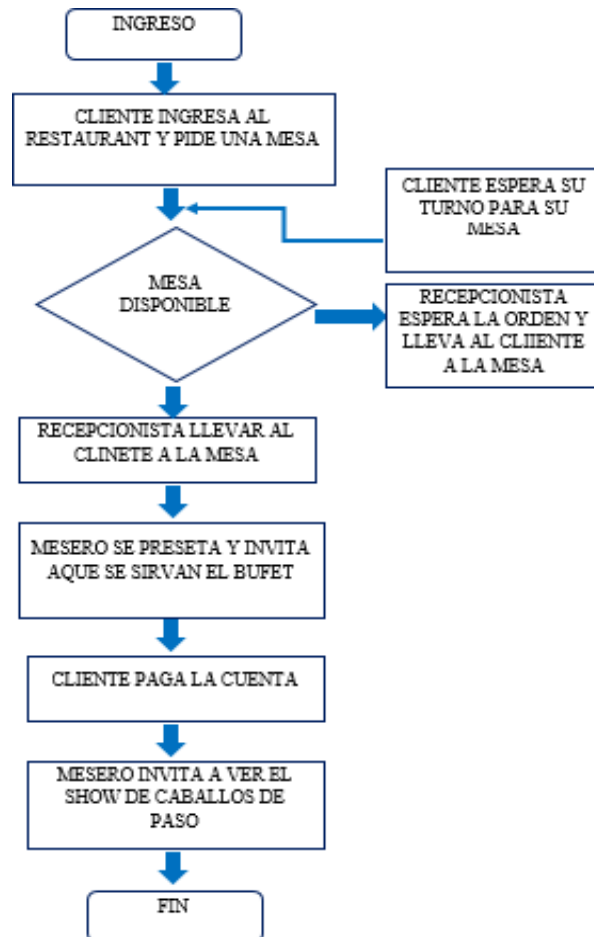 INGRESO
CLIENTE INGRESA AL
RESTAURANT Y PIDE UNA MESA
CLIENTE ESPERA SU
TURNO PARA SU
MESA
MESA
DISPONIBLE
RECEPCIONISTA
ESPERA LA ORDEN Y
LLEVA AL CLIIENTE
A LA MESA
RECEPCIONISTA LLEVAR AL
CLINETE A LA MESA
MESERO SE PRESETA Y INVITA
AQUE SE SIRVAN EL BUFET
CLIENTE PAGA LA CUENTA
MESERO INVITA A VER EL
SHOW DE CABALLOS DE
PASO
FIN